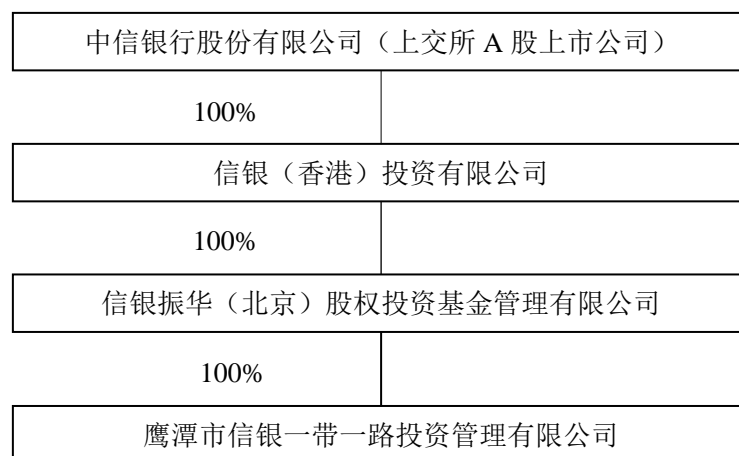 中信银行股份有限公司（上交所 A 股上市公司）
100%
信银（香港）投资有限公司
100%
信银振华（北京）股权投资基金管理有限公司
100%
鹰潭市信银一带一路投资管理有限公司